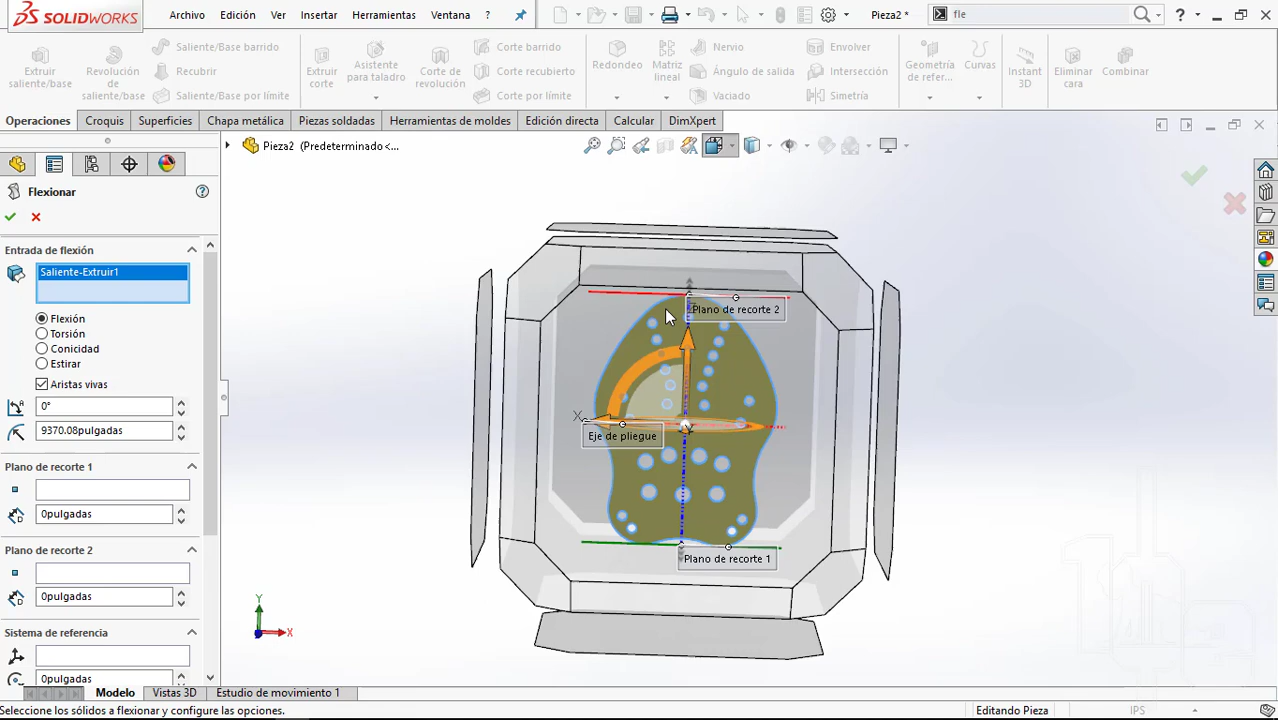 SOLIDWORKS
Archivo Edición Ver Insertar Herramientas Ventana ?
Pieza2 *
fle
Extruir saliente/base
Revolución de saliente/base
Saliente/Base barrido
Recubrir
Saliente/Base por límite
Extruir corte
Asistente para taladro
Corte de revolución
Corte barrido
Corte recubierto
Corte por límite
Redondeo
Matriz lineal
Nervio
Ángulo de salida
Vaciado
Envolver
Intersección
Simetría
Geometría de refer...
Curvas
Instant 3D
Eliminar cara
Combinar
Operaciones Croquis Superficies Chapa metálica Piezas soldadas Herramientas de moldes Edición directa Calcular DimXpert
Pieza2 (Predeterminado <...
Flexionar
Entrada de flexión
Saliente-Extruir1
Flexión
Torsión
Conicidad
Estirar
Aristas vivas
0°
9370.08pulgadas
Plano de recorte 1
0pulgadas
Plano de recorte 2
0pulgadas
Sistema de referencia
0pulgadas
Plano de recorte 2
X
Eje de pliegue
Plano de recorte 1
Y
X
Modelo Vistas 3D Estudio de movimiento 1
Seleccione los sólidos a flexionar y configure las opciones.
Editando Pieza
IPS